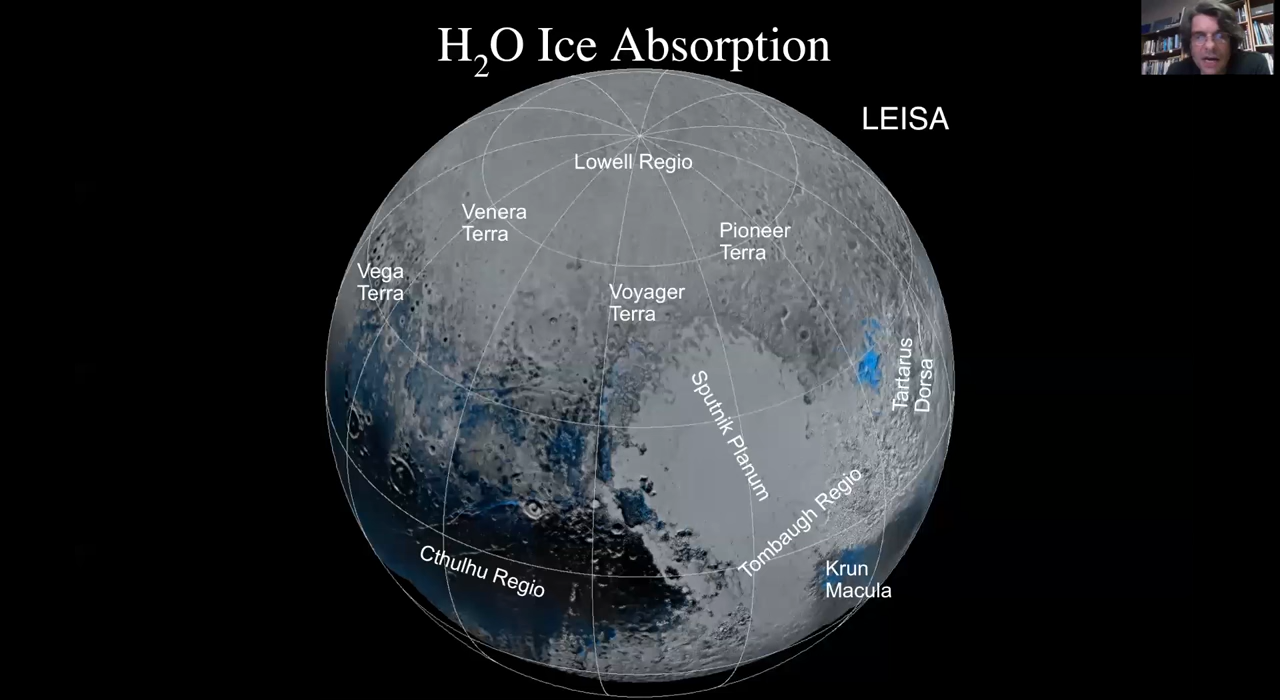 H₂O Ice Absorption
LEISA
Lowell Regio
Venera
Terra
Pioneer
Terra
Vega
Terra
Voyager
Terra
Tartarus
Dorsa
Sputnik Planum
Tombaugh Regio
Cthulhu Regio
Krun
Macula